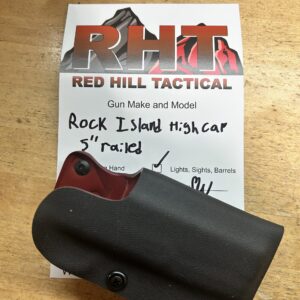 RHT
RED HILL TACTICAL
Gun Make and Model
Rock Island High cap
5" railed
Hand
Lights, Sights, Barrels